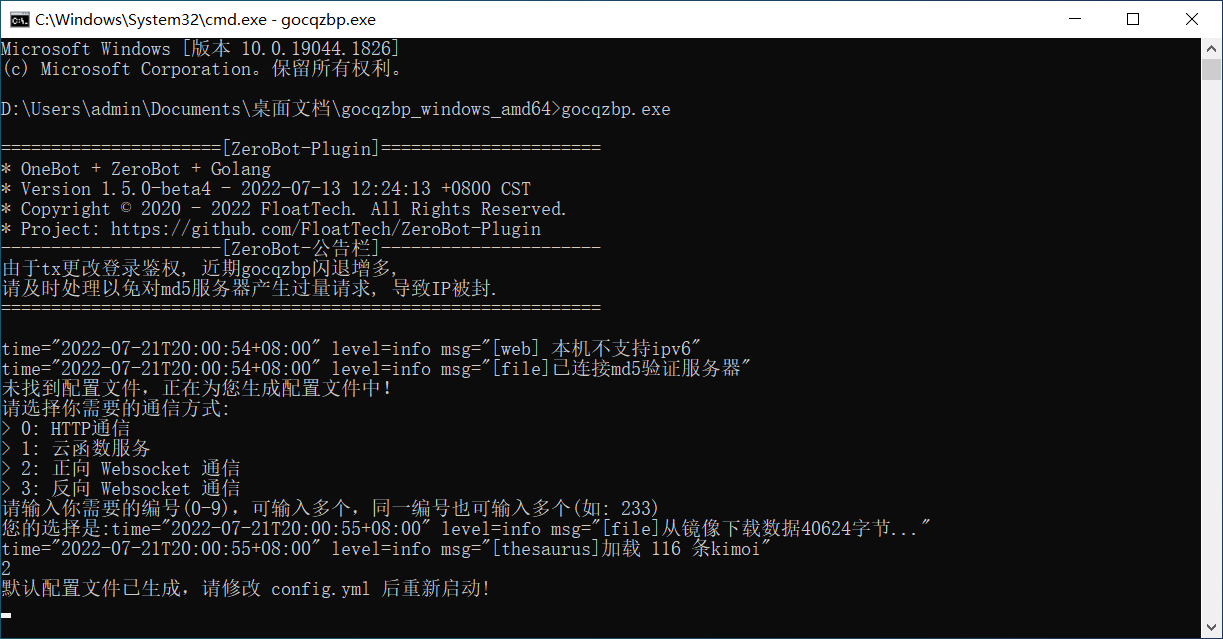 C:\Windows\System32\cmd.exe - gocqzbp.exe
Microsoft Windows [版本 10.0.19044.1826]
(c) Microsoft Corporation。保留所有权利。
D:\Users\admin\Documents\桌面文档\gocqzbp_windows_amd64>gocqzbp.exe
======================[ZeroBot-Plugin]======================
* OneBot + ZeroBot + Golang
* Version 1.5.0-beta4 - 2022-07-13 12:24:13 +0800 CST
* Copyright © 2020 - 2022 FloatTech. All Rights Reserved.
* Project: https://github.com/FloatTech/ZeroBot-Plugin
======================[ZeroBot-公告栏]======================
由于tx更改登录鉴权, 近期gocqzbp闪退增多,
请及时处理以免对md5服务器产生过量请求, 导致IP被封.
============================================================
time="2022-07-21T20:00:54+08:00" level=info msg="[web] 本机不支持ipv6"
time="2022-07-21T20:00:54+08:00" level=info msg="[file]已连接md5验证服务器"
未找到配置文件，正在为您生成配置文件中！
请选择你需要的通信方式:
> 0: HTTP通信
> 1: 云函数服务
> 2: 正向 Websocket 通信
> 3: 反向 Websocket 通信
请输入你需要的编号(0-9)，可输入多个，同一编号也可输入多个(如: 233)
您的选择是:time="2022-07-21T20:00:55+08:00" level=info msg="[file]从镜像下载数据40624字节..."
time="2022-07-21T20:00:55+08:00" level=info msg="[thesaurus]加载 116 条kimoi"
2
默认配置文件已生成，请修改 config.yml 后重新启动!